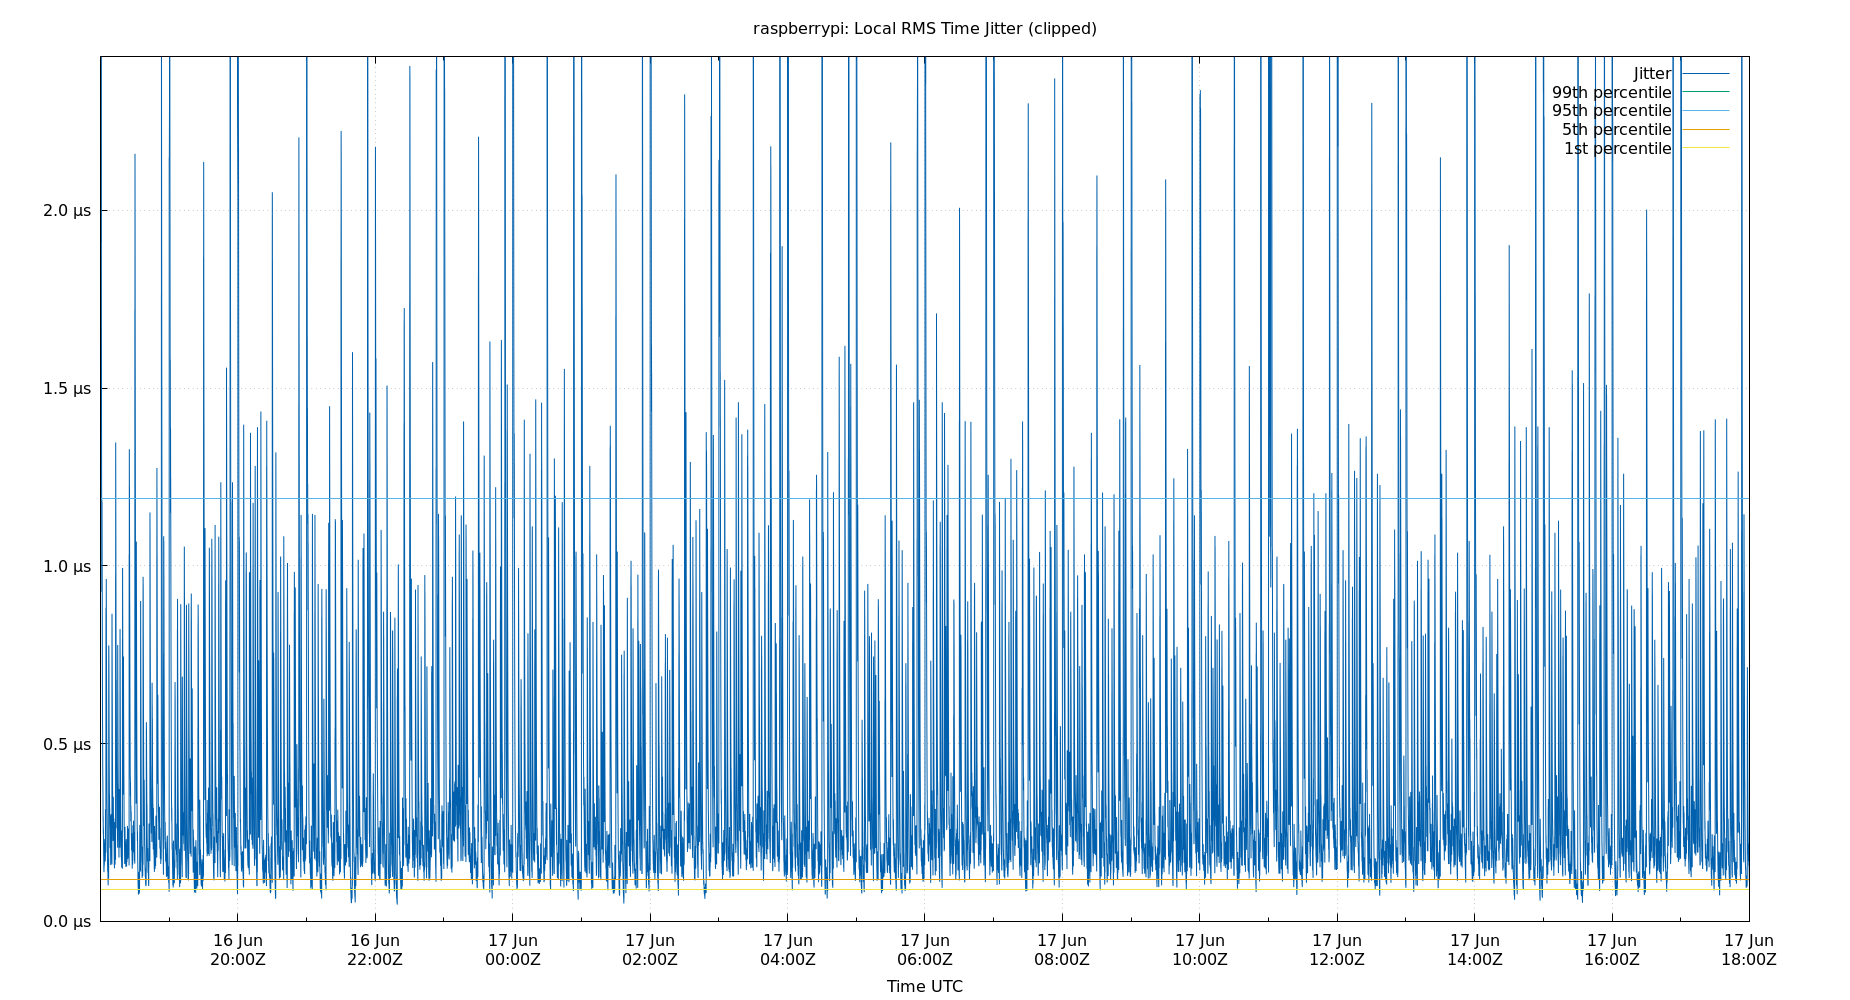 raspberrypi: Local RMS Time Jitter (clipped)
Jitter
99th percentile
95th percentile
5th percentile
1st percentile
2.0 µs
1.5 µs
1.0 µs
0.5 µs
0.0 µs
16 Jun 16 Jun 17 Jun 17 Jun 17 Jun 17 Jun 17 Jun 17 Jun 17 Jun 17 Jun 17 Jun 17 Jun
20:00Z 22:00Z 00:00Z 02:00Z 04:00Z 06:00Z 08:00Z 10:00Z 12:00Z 14:00Z 16:00Z 18:00Z
Time UTC